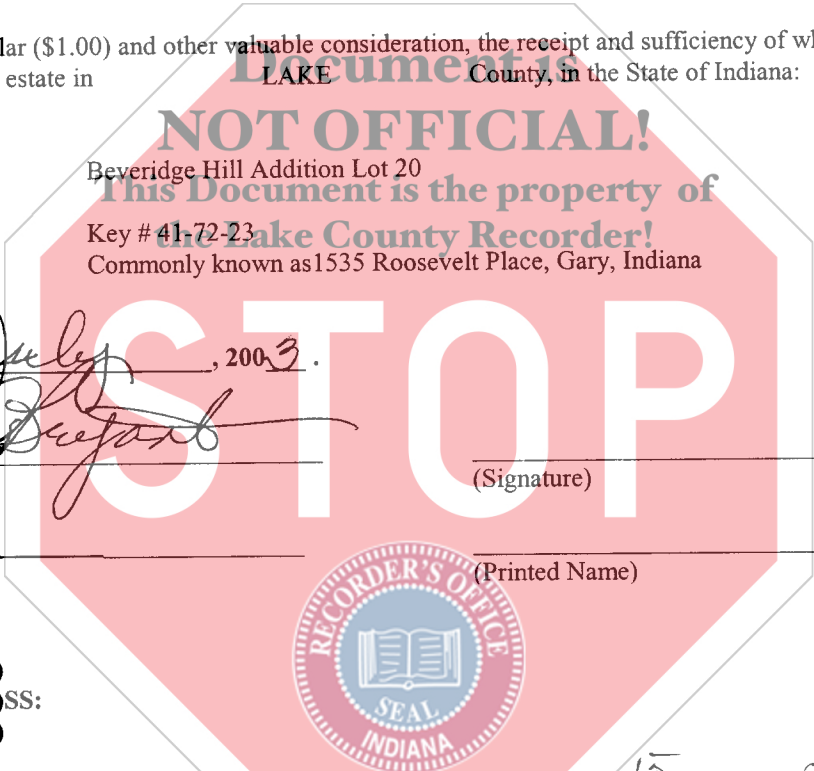 lar ($1.00) and other valuable consideration, the receipt and sufficiency of wh
estate in LAKE County, in the State of Indiana:
Document is
NOT OFFICIAL!
Beveridge Hill Addition Lot 20
This Document is the property of
Key # 41-72-23
the Lake County Recorder!
Commonly known as1535 Roosevelt Place, Gary, Indiana
STOP
July, 2003.
(Signature)
(Printed Name)
RECORDER'S OFFICE
SEAL
INDIANA
)
)SS:
)